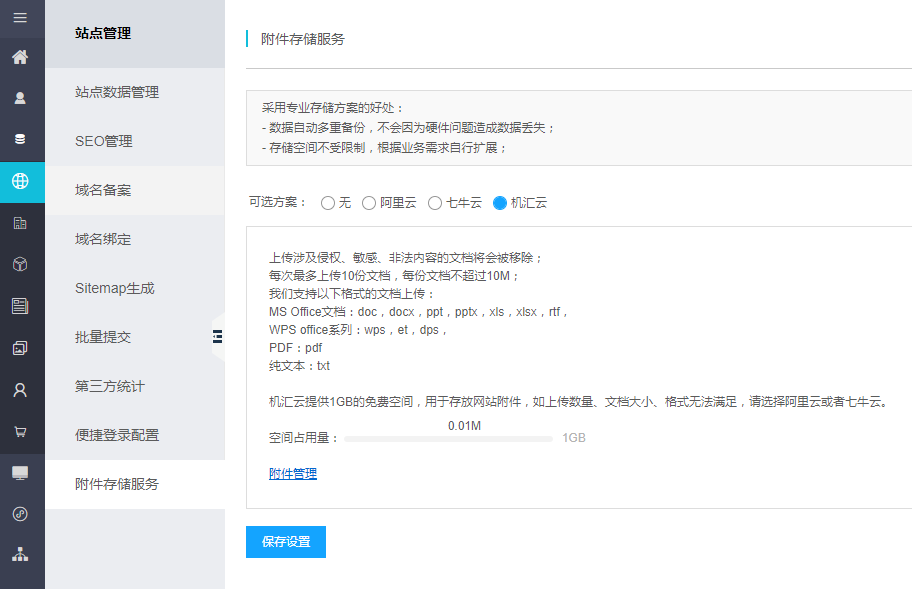 站点管理
站点数据管理
SEO管理
域名备案
域名绑定
Sitemap生成
批量提交
第三方统计
便捷登录配置
附件存储服务
附件存储服务
采用专业存储方案的好处：
- 数据自动多重备份，不会因为硬件问题造成数据丢失；
- 存储空间不受限制，根据业务需求自行扩展；
可选方案： 无 阿里云 七牛云 机汇云
上传涉及侵权、敏感、非法内容的文档将会被移除；
每次最多上传10份文档，每份文档不超过10M；
我们支持以下格式的文档上传：
MS Office文档：doc，docx，ppt，pptx，xls，xlsx，rtf，
WPS office系列：wps，et，dps，
PDF：pdf
纯文本：txt
机汇云提供1GB的免费空间，用于存放网站附件，如上传数量、文档大小、格式无法满足，请选择阿里云或者七牛云。
0.01M
空间占用量： 1GB
附件管理
保存设置